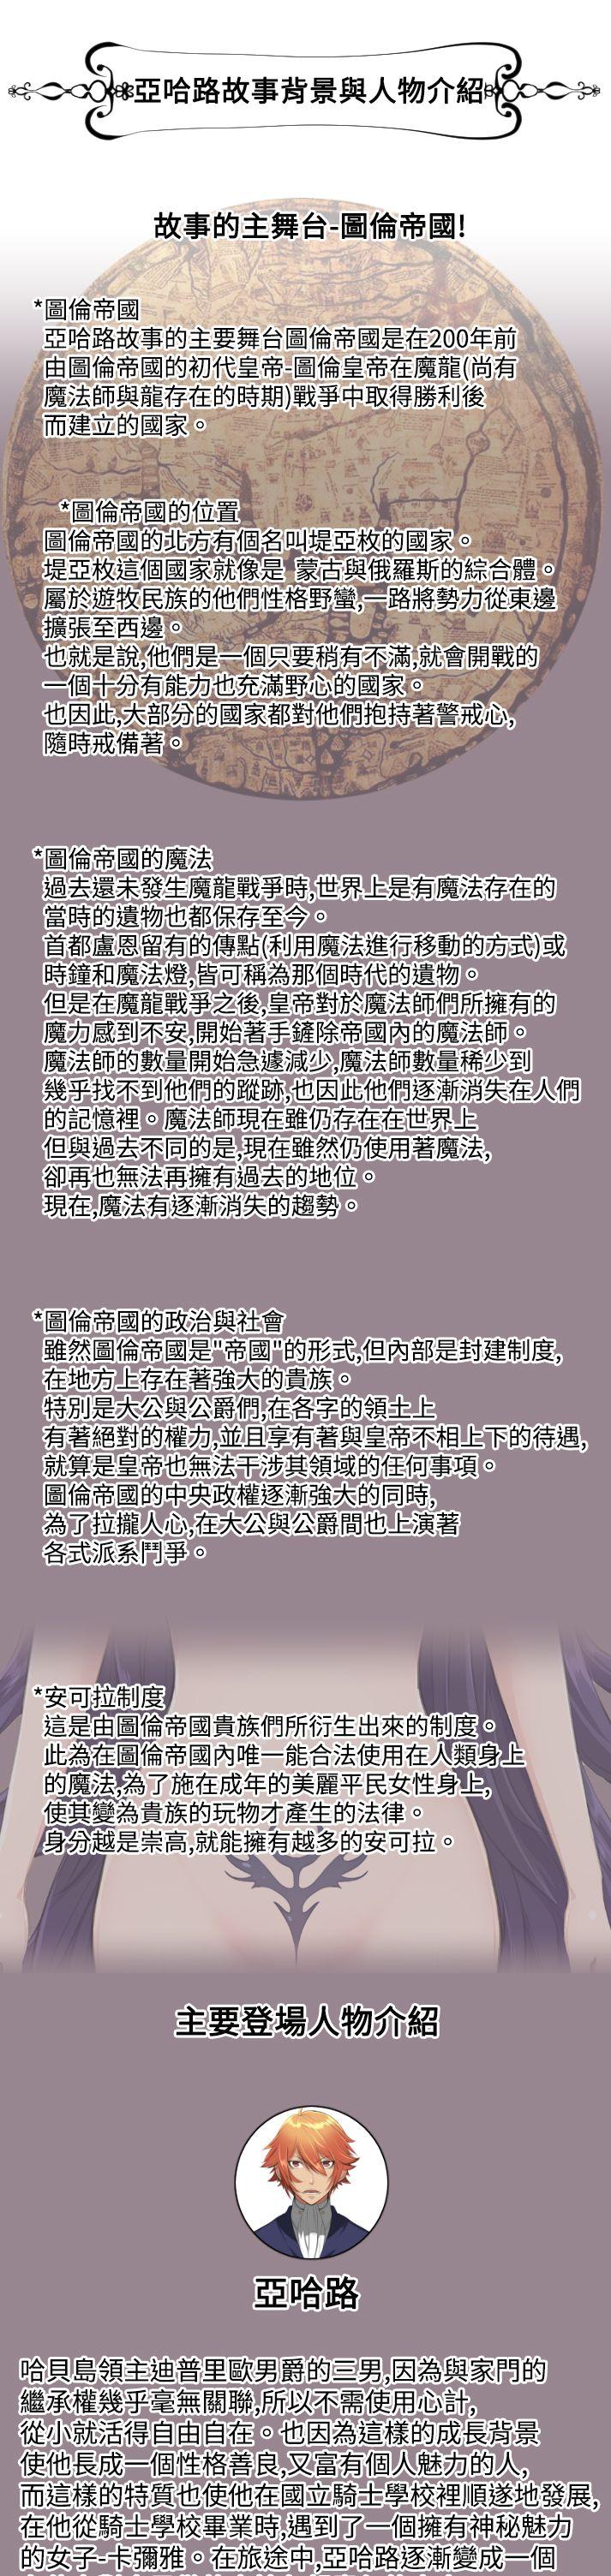 亞哈路故事背景與人物介紹
故事的主舞台-圖倫帝國!
*圖倫帝國
亞哈路故事的主要舞台圖倫帝國是在200年前
由圖倫帝國的初代皇帝-圖倫皇帝在魔龍(尚有
魔法師與龍存在的時期)戰爭中取得勝利後
而建立的國家。
*圖倫帝國的位置
圖倫帝國的北方有個名叫堤亞枚的國家。
堤亞枚這個國家就像是 蒙古與俄羅斯的綜合體。
屬於遊牧民族的他們性格野蠻,一路將勢力從東邊
擴張至西邊。
也就是說,他們是一個只要稍有不滿,就會開戰的
一個十分有能力也充滿野心的國家。
也因此,大部分的國家都對他們抱持著警戒心,
隨時戒備著。
*圖倫帝國的魔法
過去還未發生魔龍戰爭時,世界上是有魔法存在的
當時的遺物也都保存至今。
首都盧恩留有的傳點(利用魔法進行移動的方式)或
時鐘和魔法燈,皆可稱為那個時代的遺物。
但是在魔龍戰爭之後,皇帝對於魔法師們所擁有的
魔力感到不安,開始著手鏟除帝國內的魔法師。
魔法師的數量開始急遽減少,魔法師數量稀少到
幾乎找不到他們的蹤跡,也因此他們逐漸消失在人們
的記憶裡。魔法師現在雖仍存在在世界上
但與過去不同的是,現在雖然仍使用著魔法,
卻再也無法再擁有過去的地位。
現在,魔法有逐漸消失的趨勢。
*圖倫帝國的政治與社會
雖然圖倫帝國是"帝國"的形式,但內部是封建制度,
在地方上存在著強大的貴族。
特別是大公與公爵們,在各字的領土上
有著絕對的權力,並且享有著與皇帝不相上下的待遇,
就算是皇帝也無法干涉其領域的任何事項。
圖倫帝國的中央政權逐漸強大的同時,
為了拉攏人心,在大公與公爵間也上演著
各式派系鬥爭。
*安可拉制度
這是由圖倫帝國貴族們所衍生出來的制度。
此為在圖倫帝國內唯一能合法使用在人類身上
的魔法,為了施在成年的美麗平民女性身上,
使其變為貴族的玩物才產生的法律。
身分越是崇高,就能擁有越多的安可拉。
主要登場人物介紹
亞哈路
哈貝島領主迪普里歐男爵的三男,因為與家門的
繼承權幾乎毫無關聯,所以不需使用心計,
從小就活得自由自在。也因為這樣的成長背景
使他長成一個性格善良,又富有個人魅力的人,
而這樣的特質也使他在國立騎士學校裡順遂地發展,
在他從騎士學校畢業時,遇到了一個擁有神秘魅力
的女子-卡彌雅。在旅途中,亞哈路逐漸變成一個